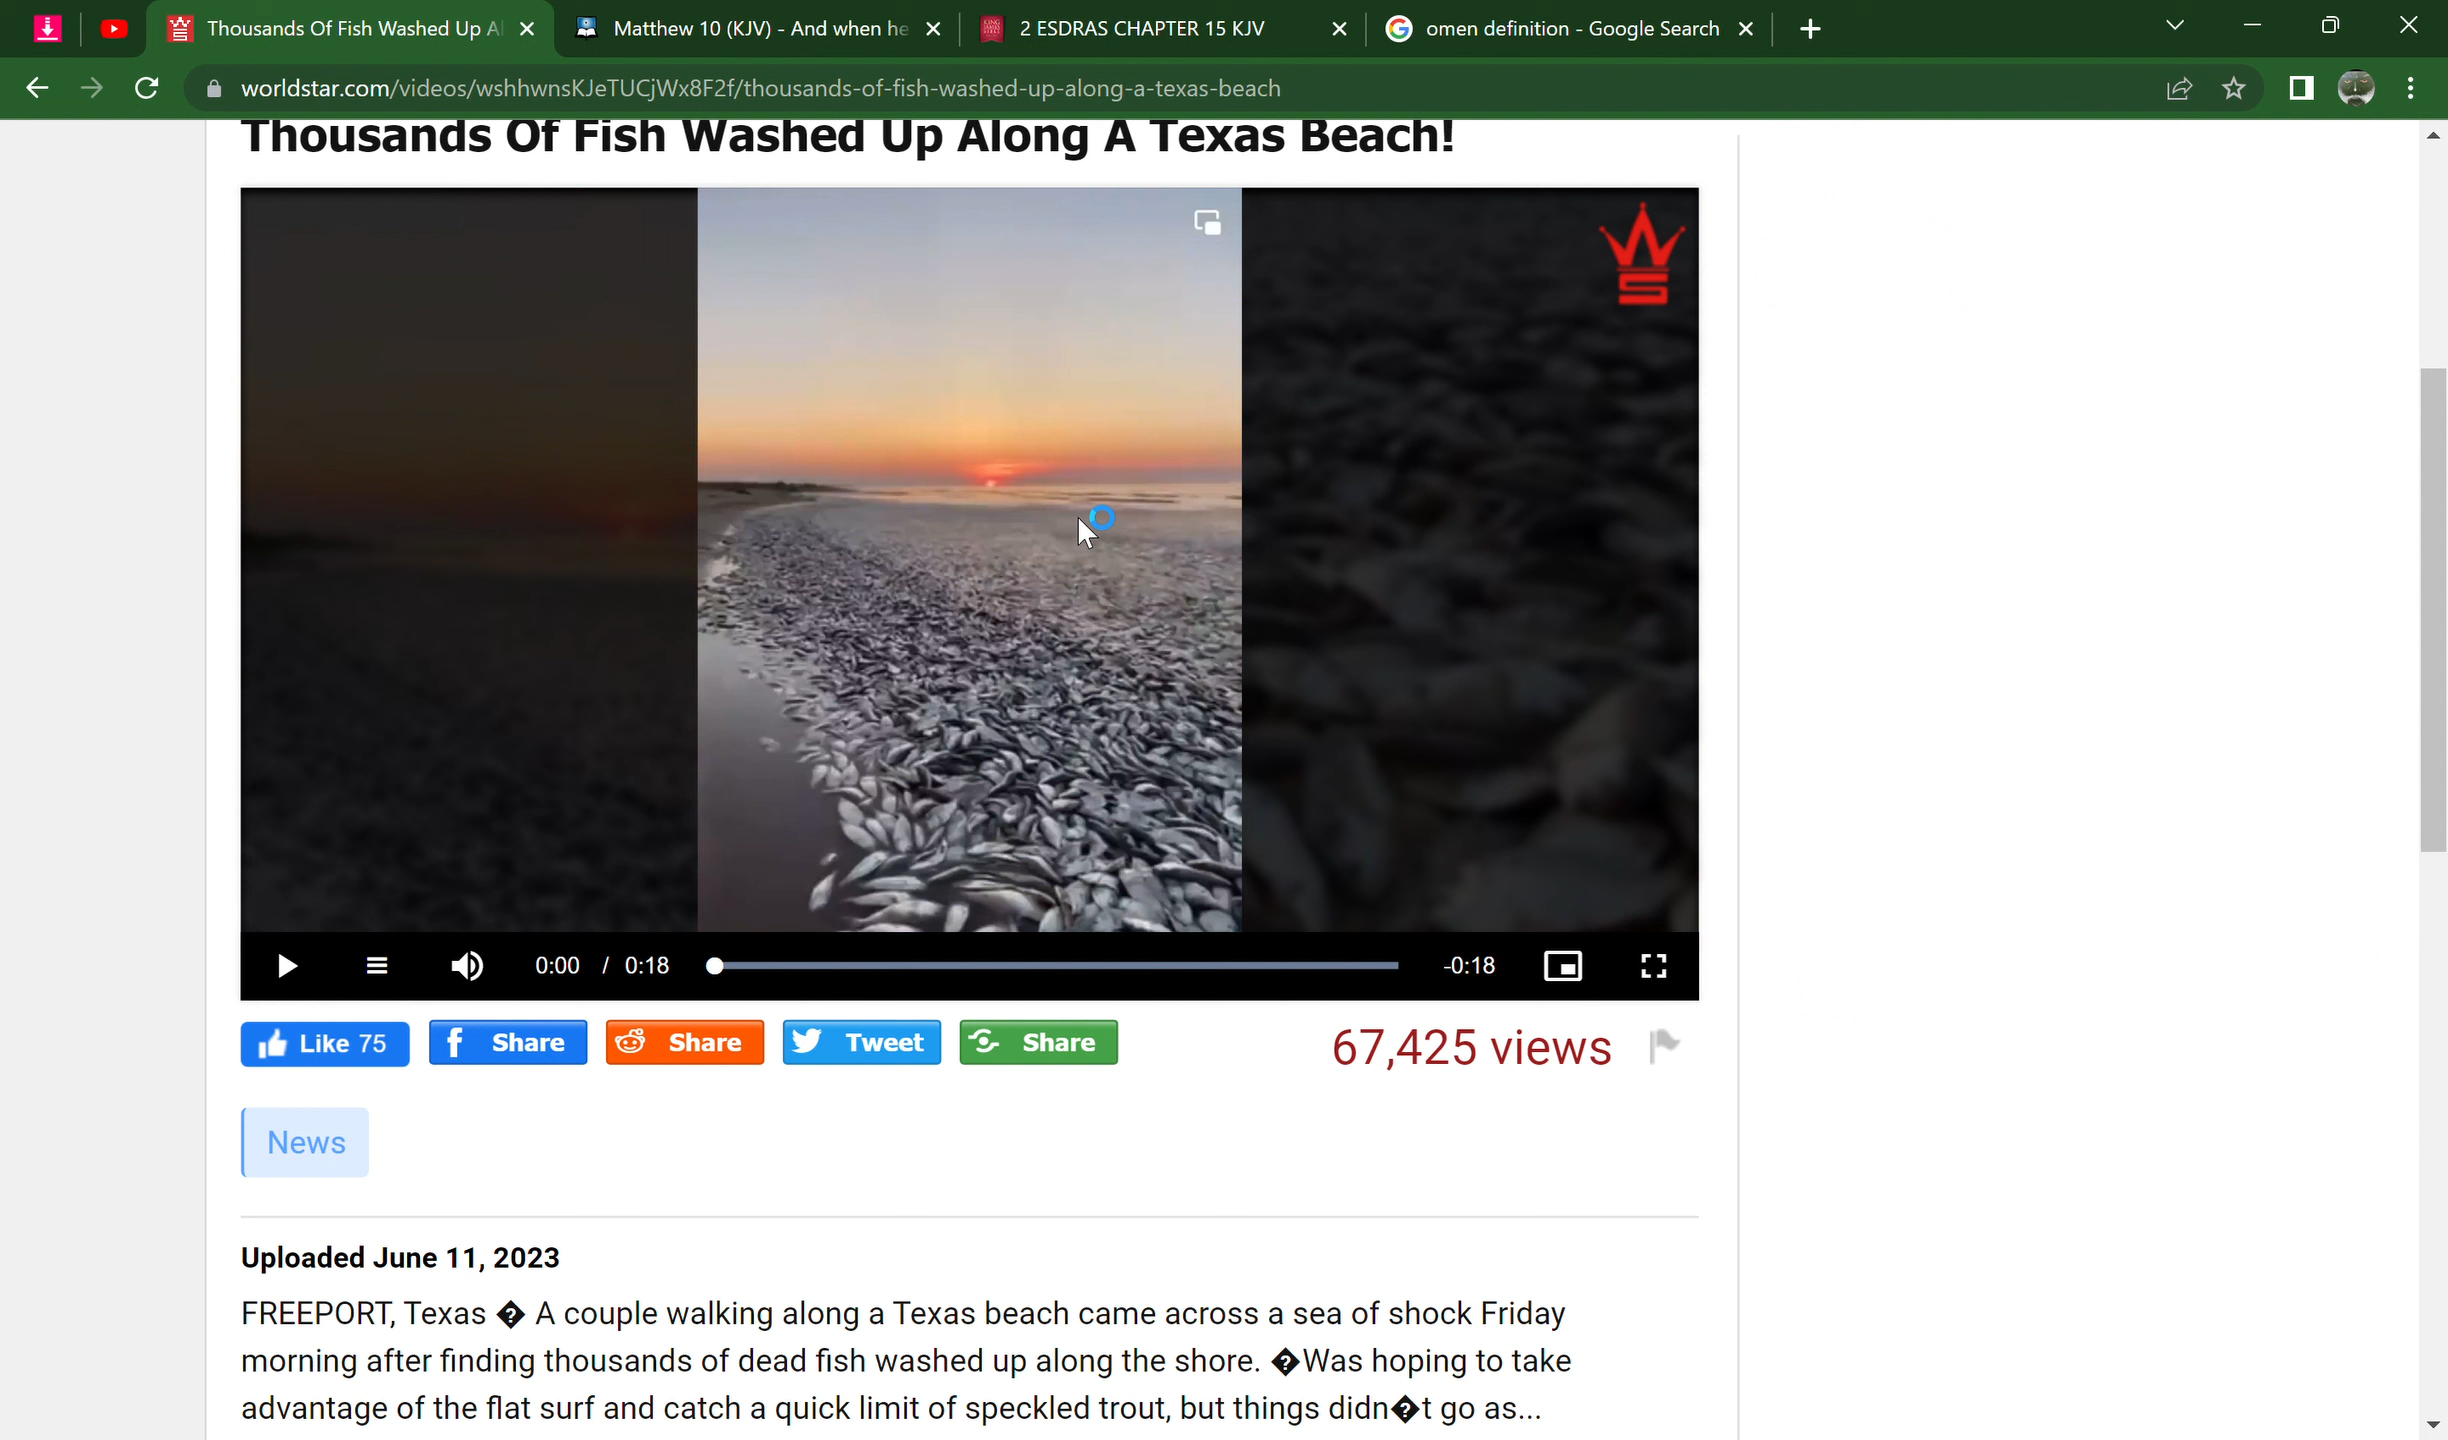 Thousands Of Fish Washed Up Al
Matthew 10 (KJV) - And when he
2 ESDRAS CHAPTER 15 KJV
omen definition - Google Search
worldstar.com/videos/wshhwnsKJeTUCjWx8F2f/thousands-of-fish-washed-up-along-a-texas-beach
Thousands Of Fish Washed Up Along A Texas Beach!
WS
0:00 / 0:18
-0:18
Like 75
Share
Share
Tweet
Share
67,425 views
News
Uploaded June 11, 2023
FREEPORT, Texas � A couple walking along a Texas beach came across a sea of shock Friday
morning after finding thousands of dead fish washed up along the shore. �Was hoping to take
advantage of the flat surf and catch a quick limit of speckled trout, but things didn�t go as...